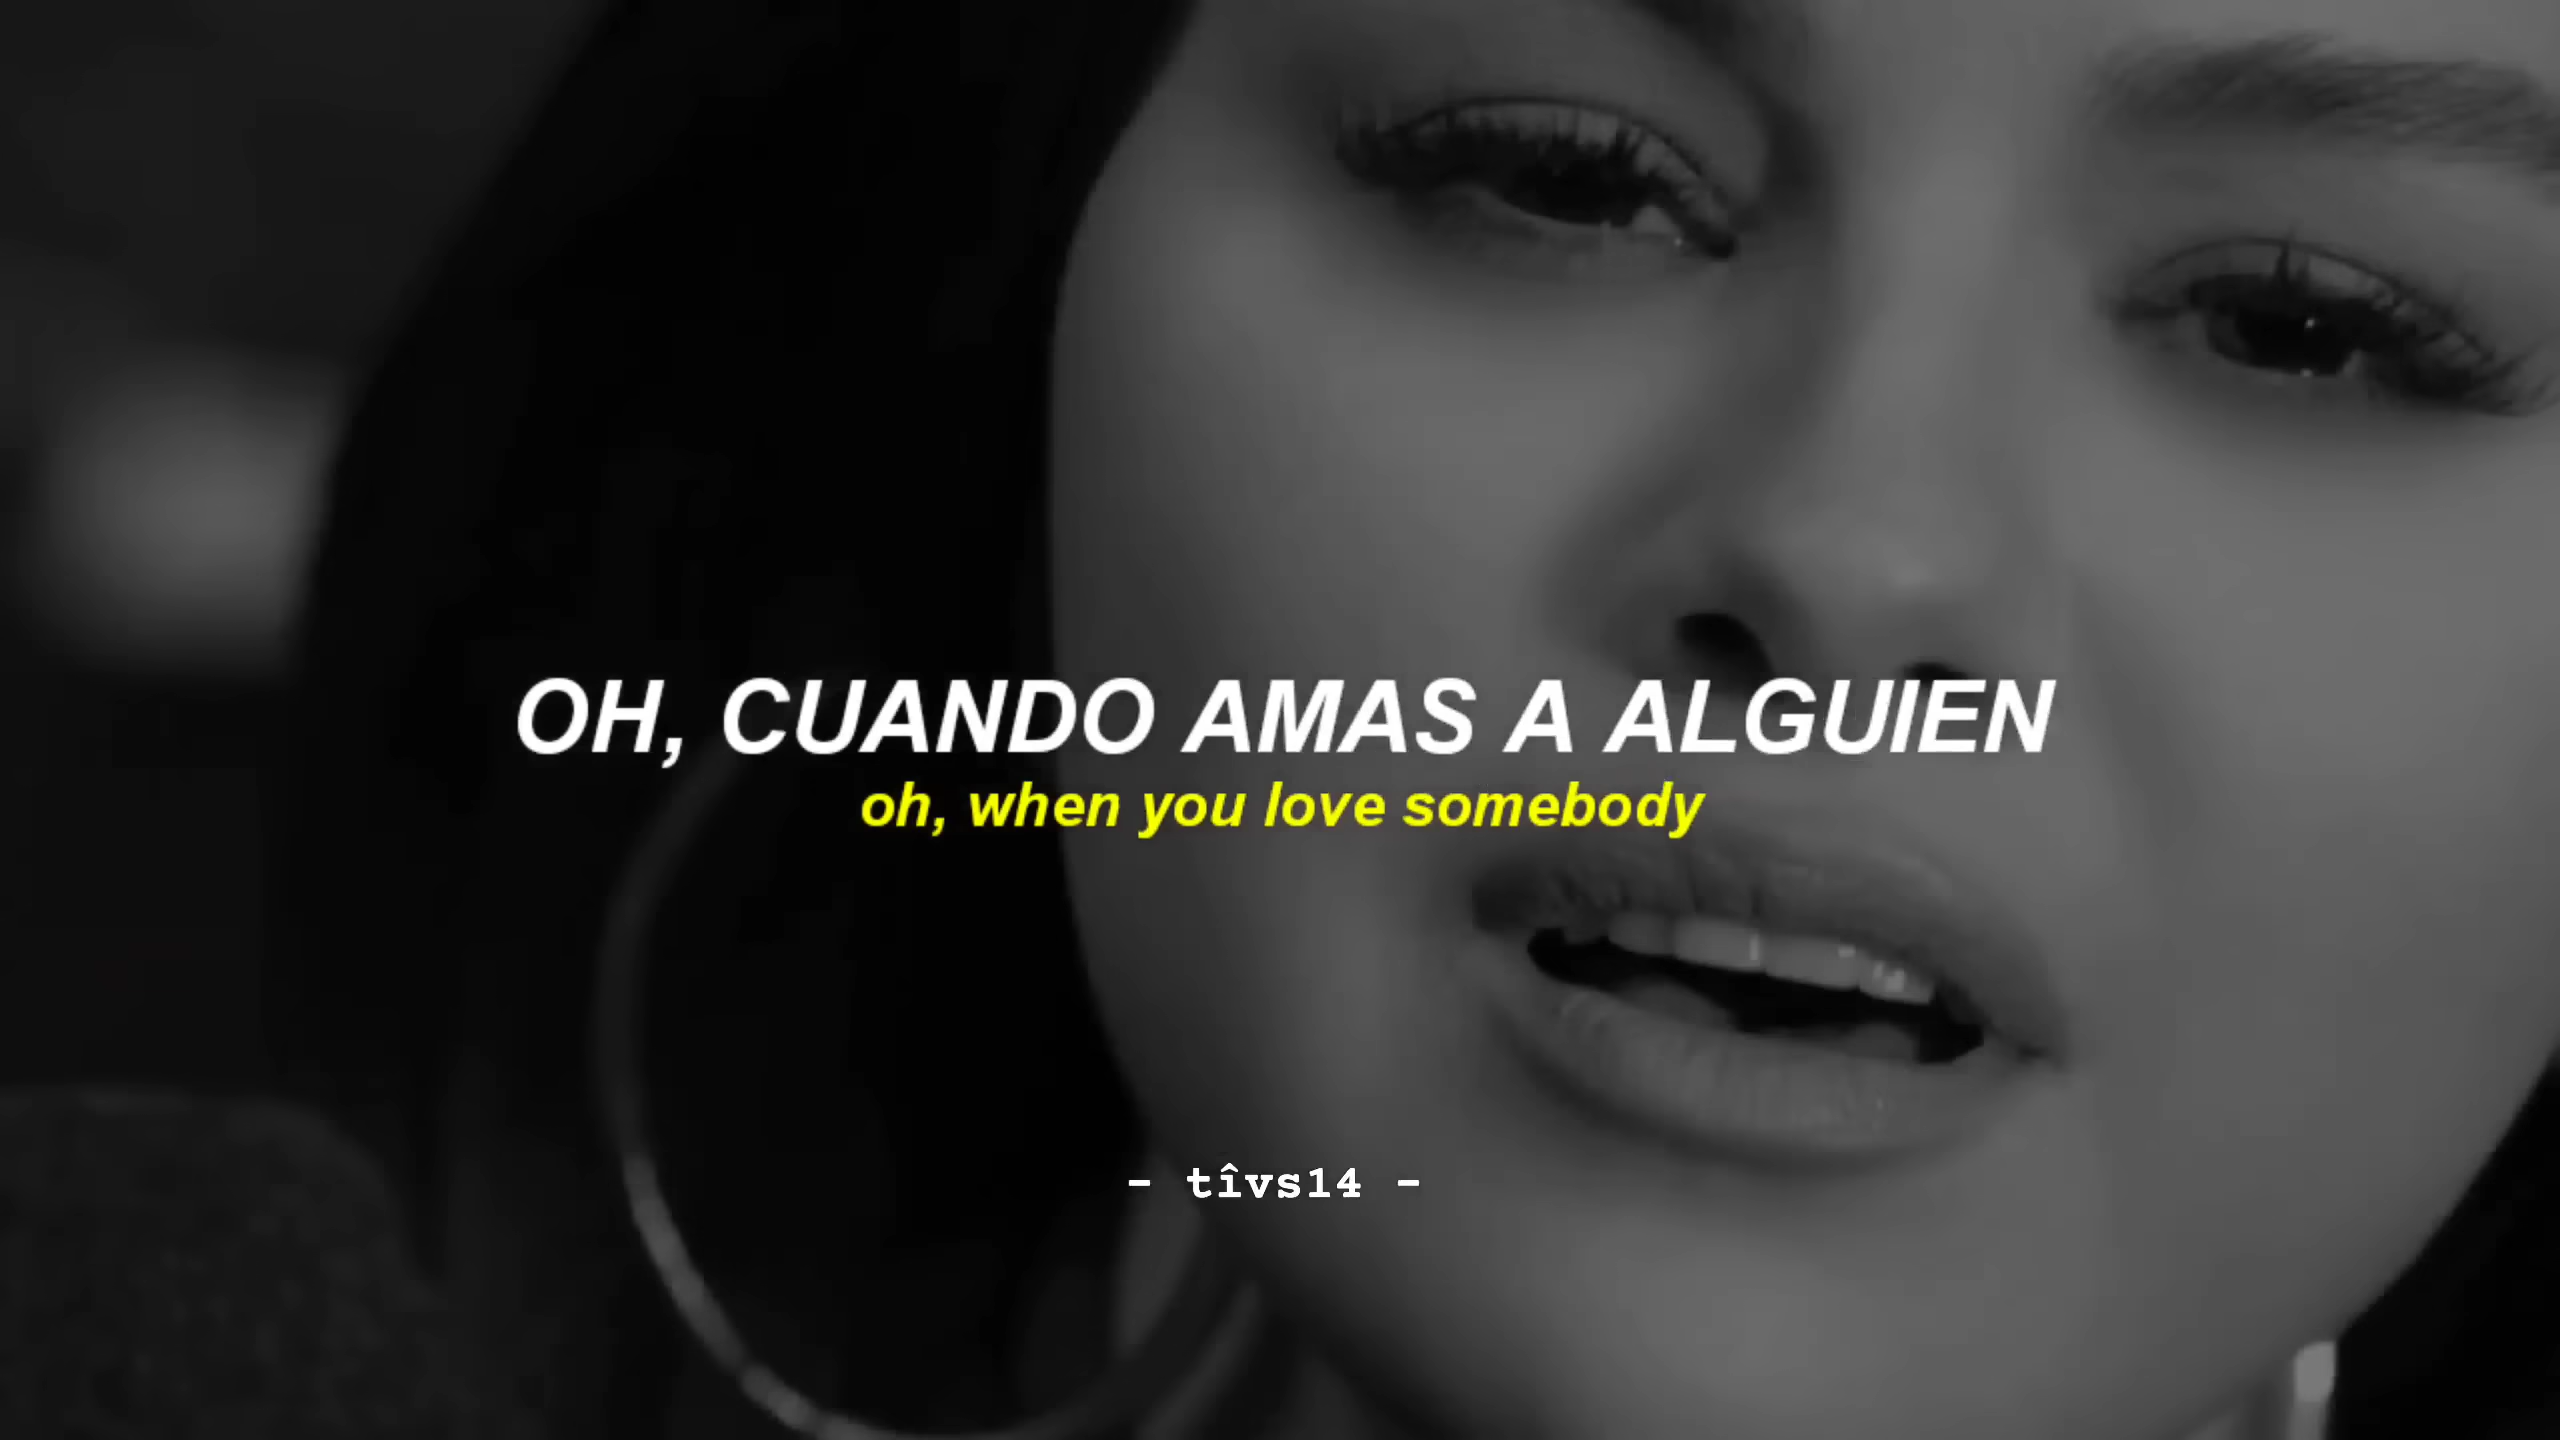 OH, CUANDO AMAS A ALGUIEN
oh, when you love somebody
- tîvs14 -